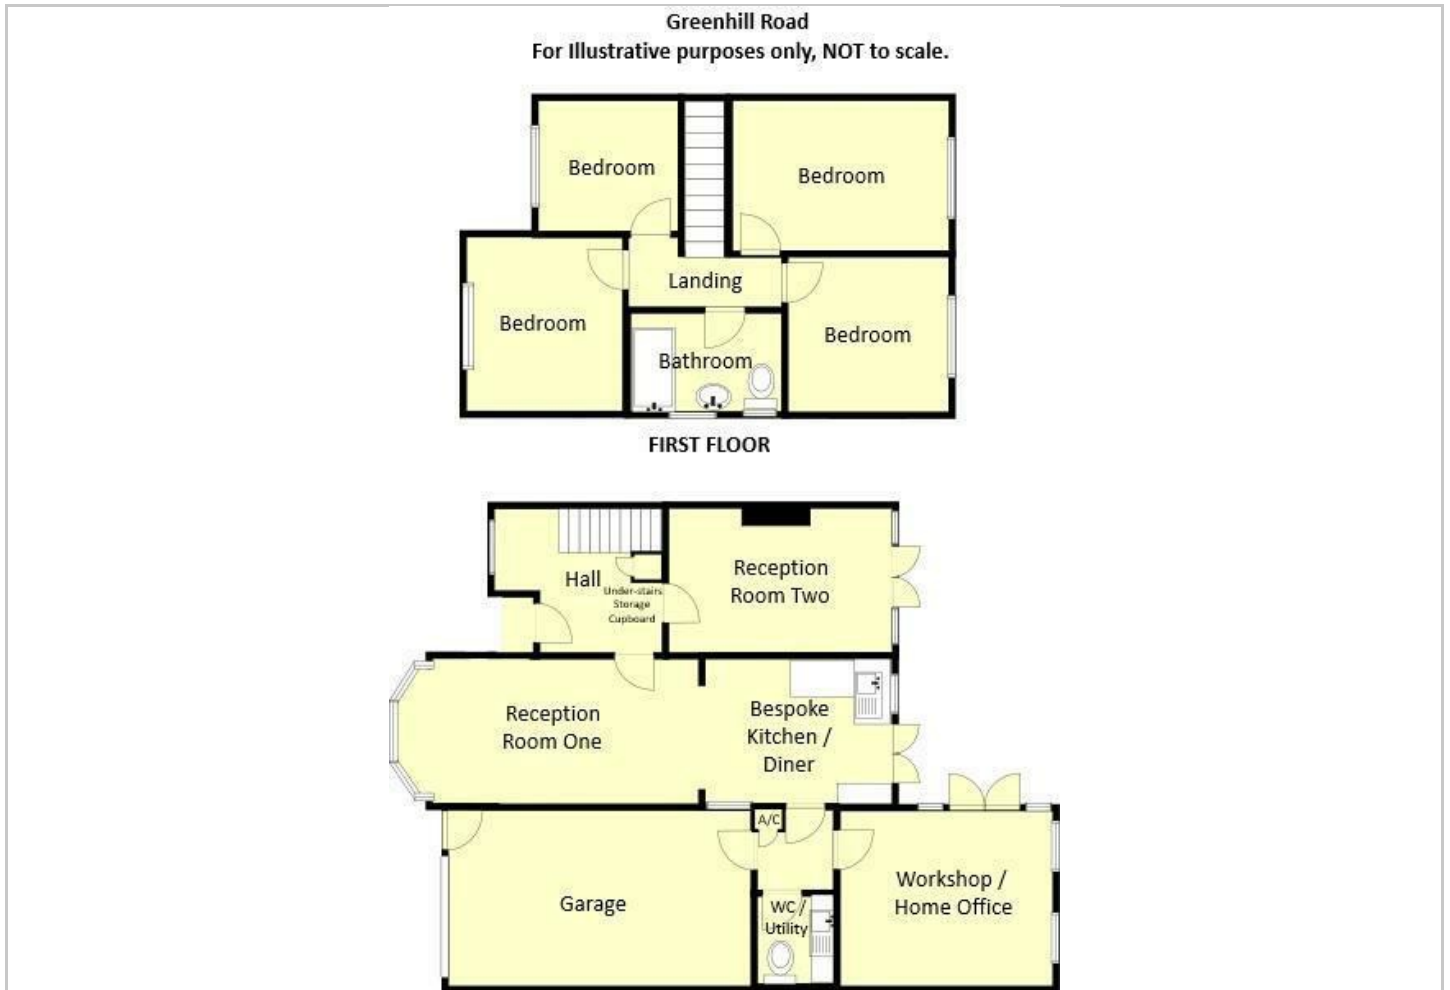 Greenhill Road
For Illustrative purposes only, NOT to scale.
Bedroom
Bedroom
Landing
Bedroom
Bedroom
Bathroom
FIRST FLOOR
Hall
Under-stairs
Storage
Cupboard
Reception
Room Two
Reception
Room One
Bespoke
Kitchen /
Diner
A/C
Garage
WC /
Utility
Workshop /
Home Office